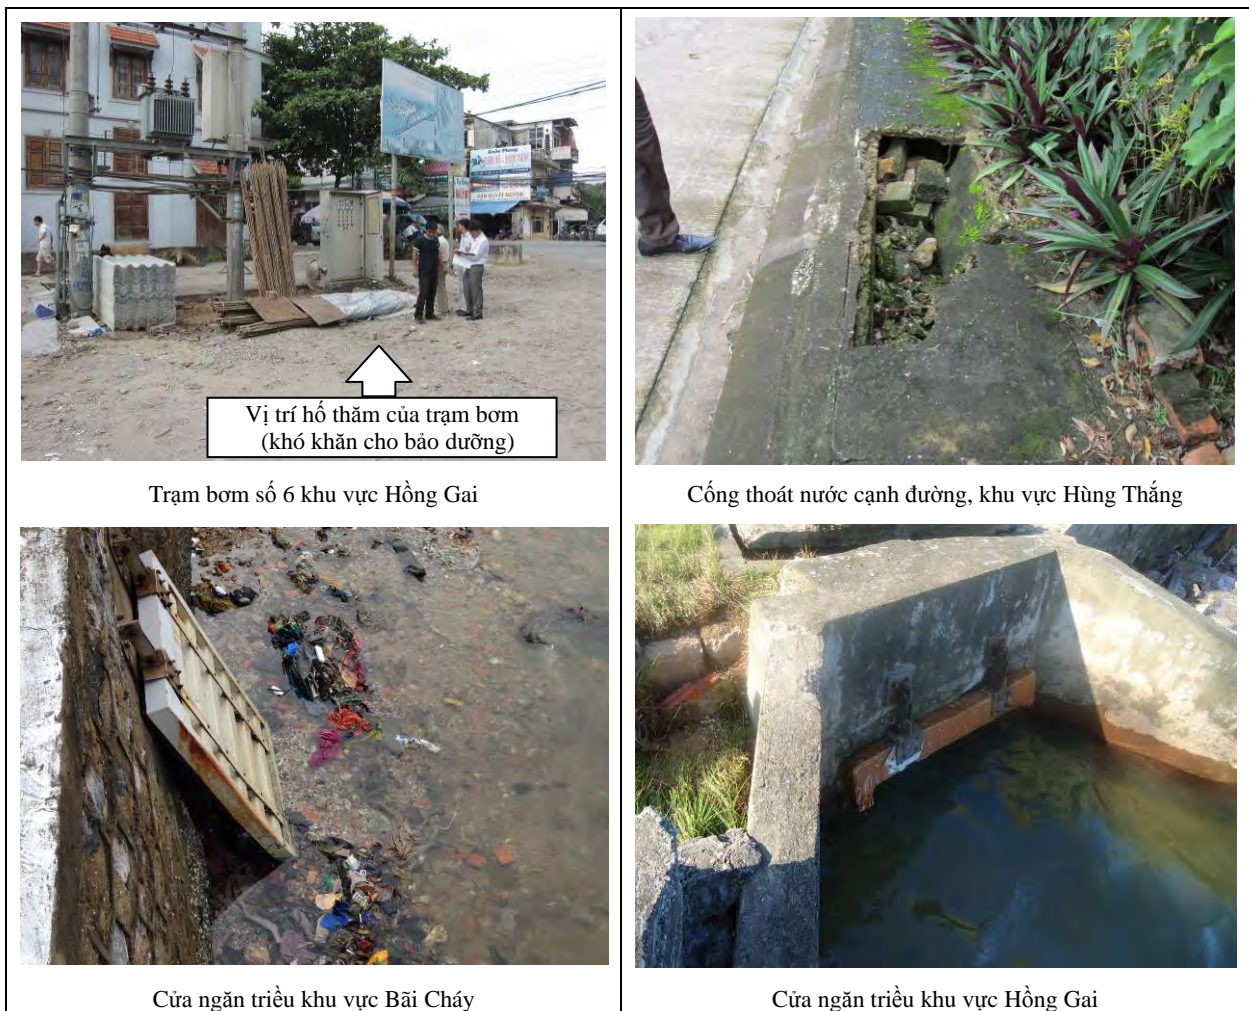 Vị trí hố thăm của trạm bơm
(khó khăn cho bảo dưỡng)
Trạm bơm số 6 khu vực Hồng Gai
Cống thoát nước cạnh đường, khu vực Hùng Thắng
Cửa ngăn triều khu vực Bãi Cháy
Cửa ngăn triều khu vực Hồng Gai